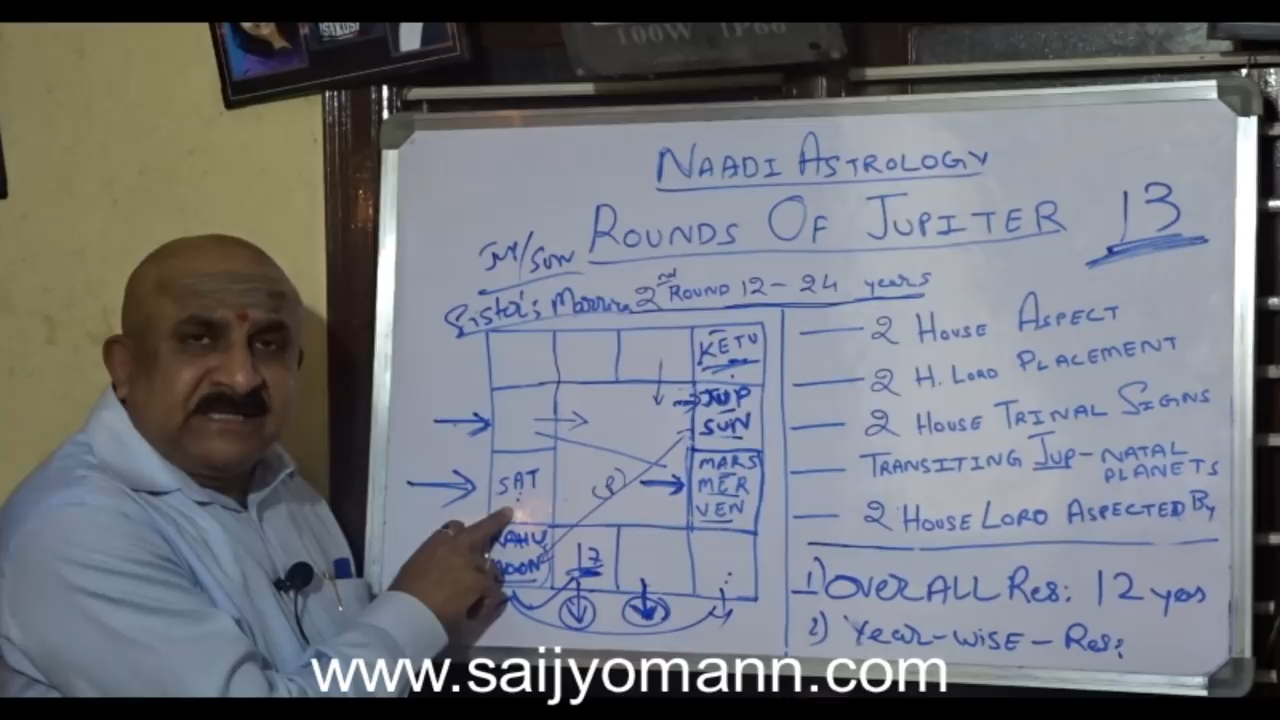 100W IP66
NAADI ASTROLOGY
ROUNDS OF JUPITER 13
JUP/SUN
2nd ROUND 12-24 years
KETU
JUP
SUN
MARS
MER
VEN
SAT
RAHU
MOON
(P)
17
2 HOUSE ASPECT
2 H. LORD PLACEMENT
2 HOUSE TRINAL SIGNS
TRANSITING JUP-NATAL
PLANETS
2 HOUSE LORD ASPECTED BY
1) OVERALL Res: 12 yes
2) Year-wise-Res:
www.saijyomann.com